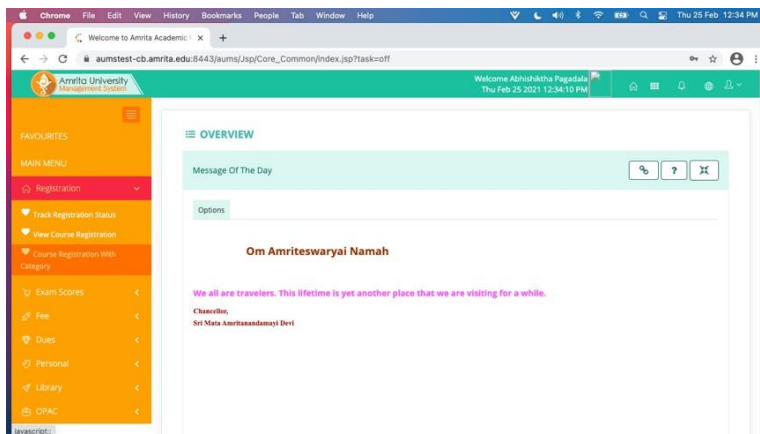 Chrome File Edit View History Bookmarks People Tab Window Help Thu 25 Feb 12:34 PM
Welcome to Amrita Academic
aumstest-cb.amrita.edu:8443/aums/Jsp/Core_Common/index.jsp?task=off
Amrita University
Management System
Welcome Abhishiktha Pagadala
Thu Feb 25 2021 12:34:10 PM
FAVOURITES
MAIN MENU
Registration
Track Registration Status
View Course Registration
Course Registration With
Category
Exam Scores
Fee
Dues
Personal
Library
OPAC
javascript:;
OVERVIEW
Message Of The Day
?
Options
Om Amriteswaryai Namah
We all are travelers. This lifetime is yet another place that we are visiting for a while.
Chancellor,
Sri Mata Amritanandamayi Devi